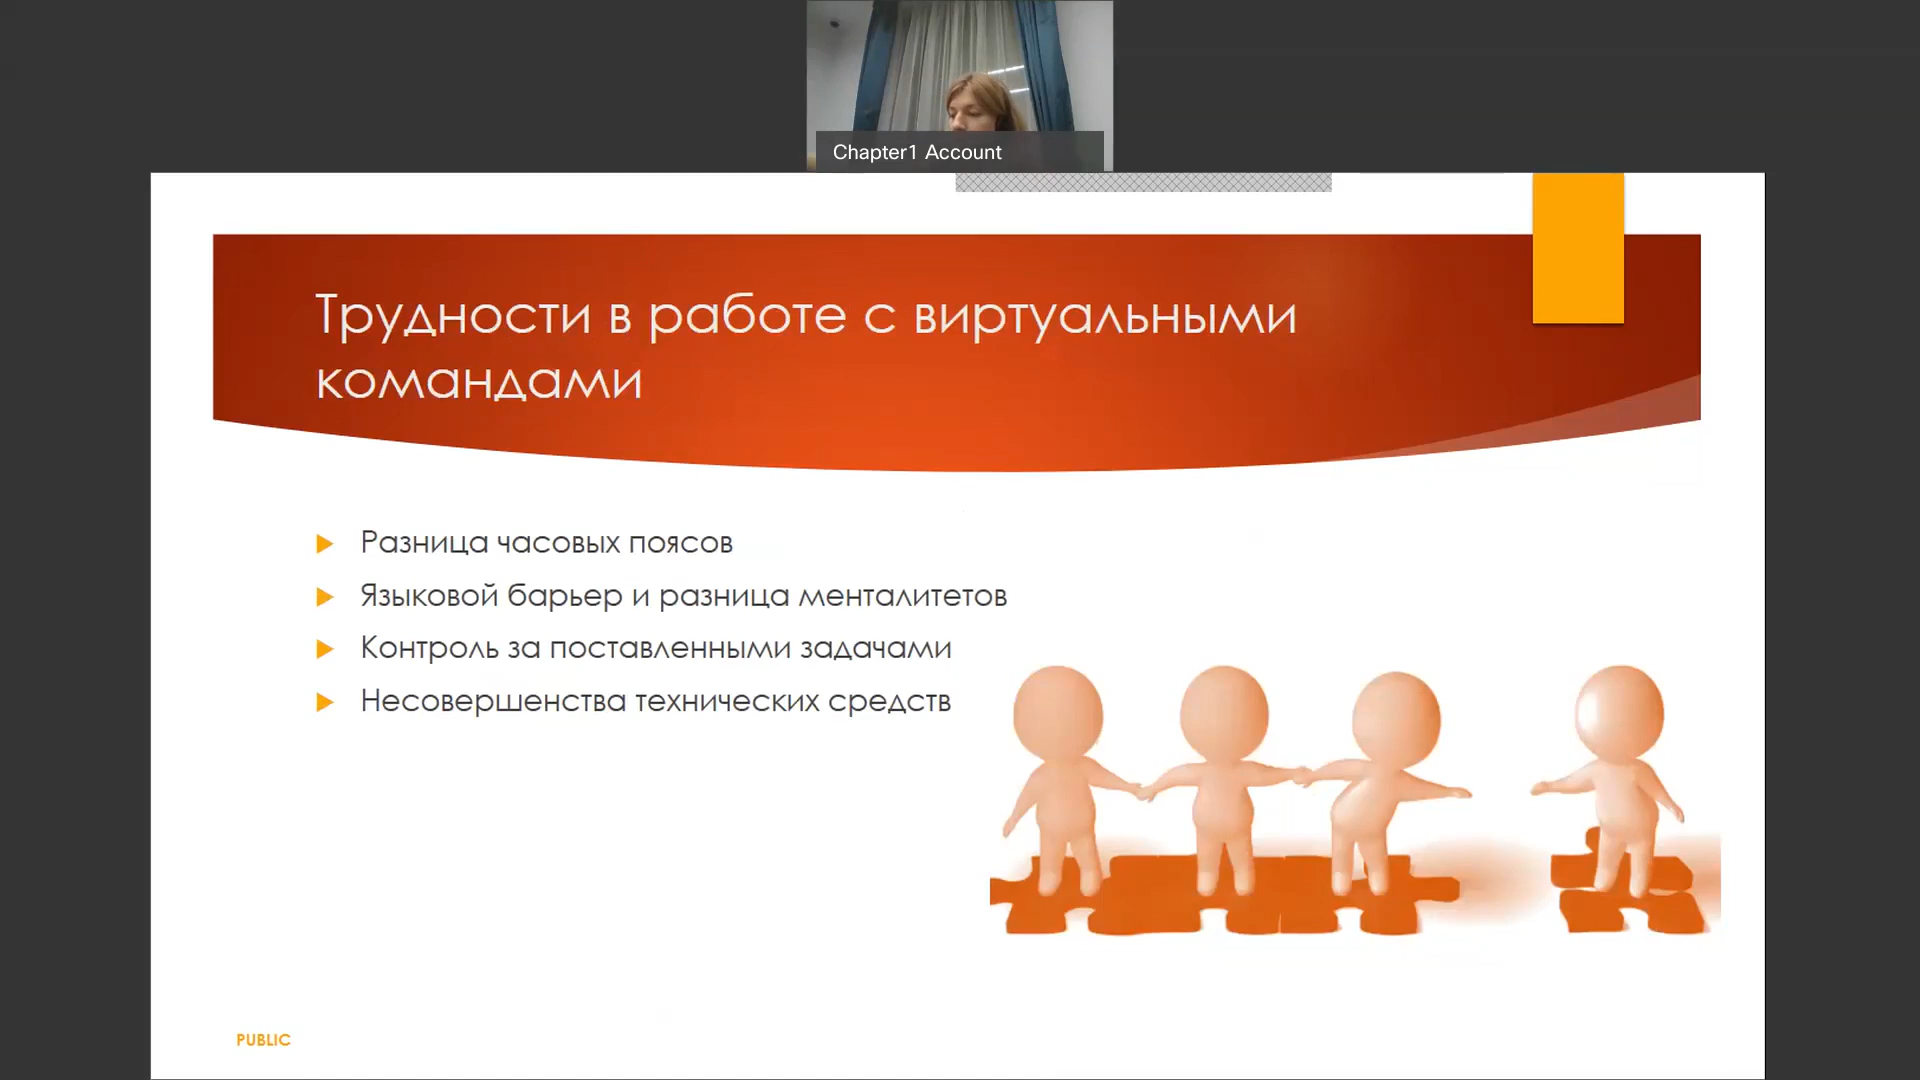 Chapter1 Account
Трудности в работе с виртуальными
командами
Разница часовых поясов
Языковой барьер и разница менталитетов
Контроль за поставленными задачами
Несовершенства технических средств
PUBLIC